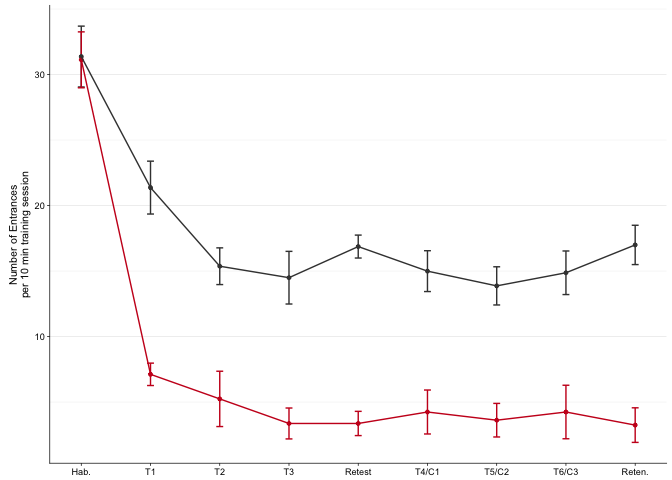 Number of Entrances
per 10 min training session
30
20
10
Hab.
T1
T2
T3
Retest
T4/C1
T5/C2
T6/C3
Reten.